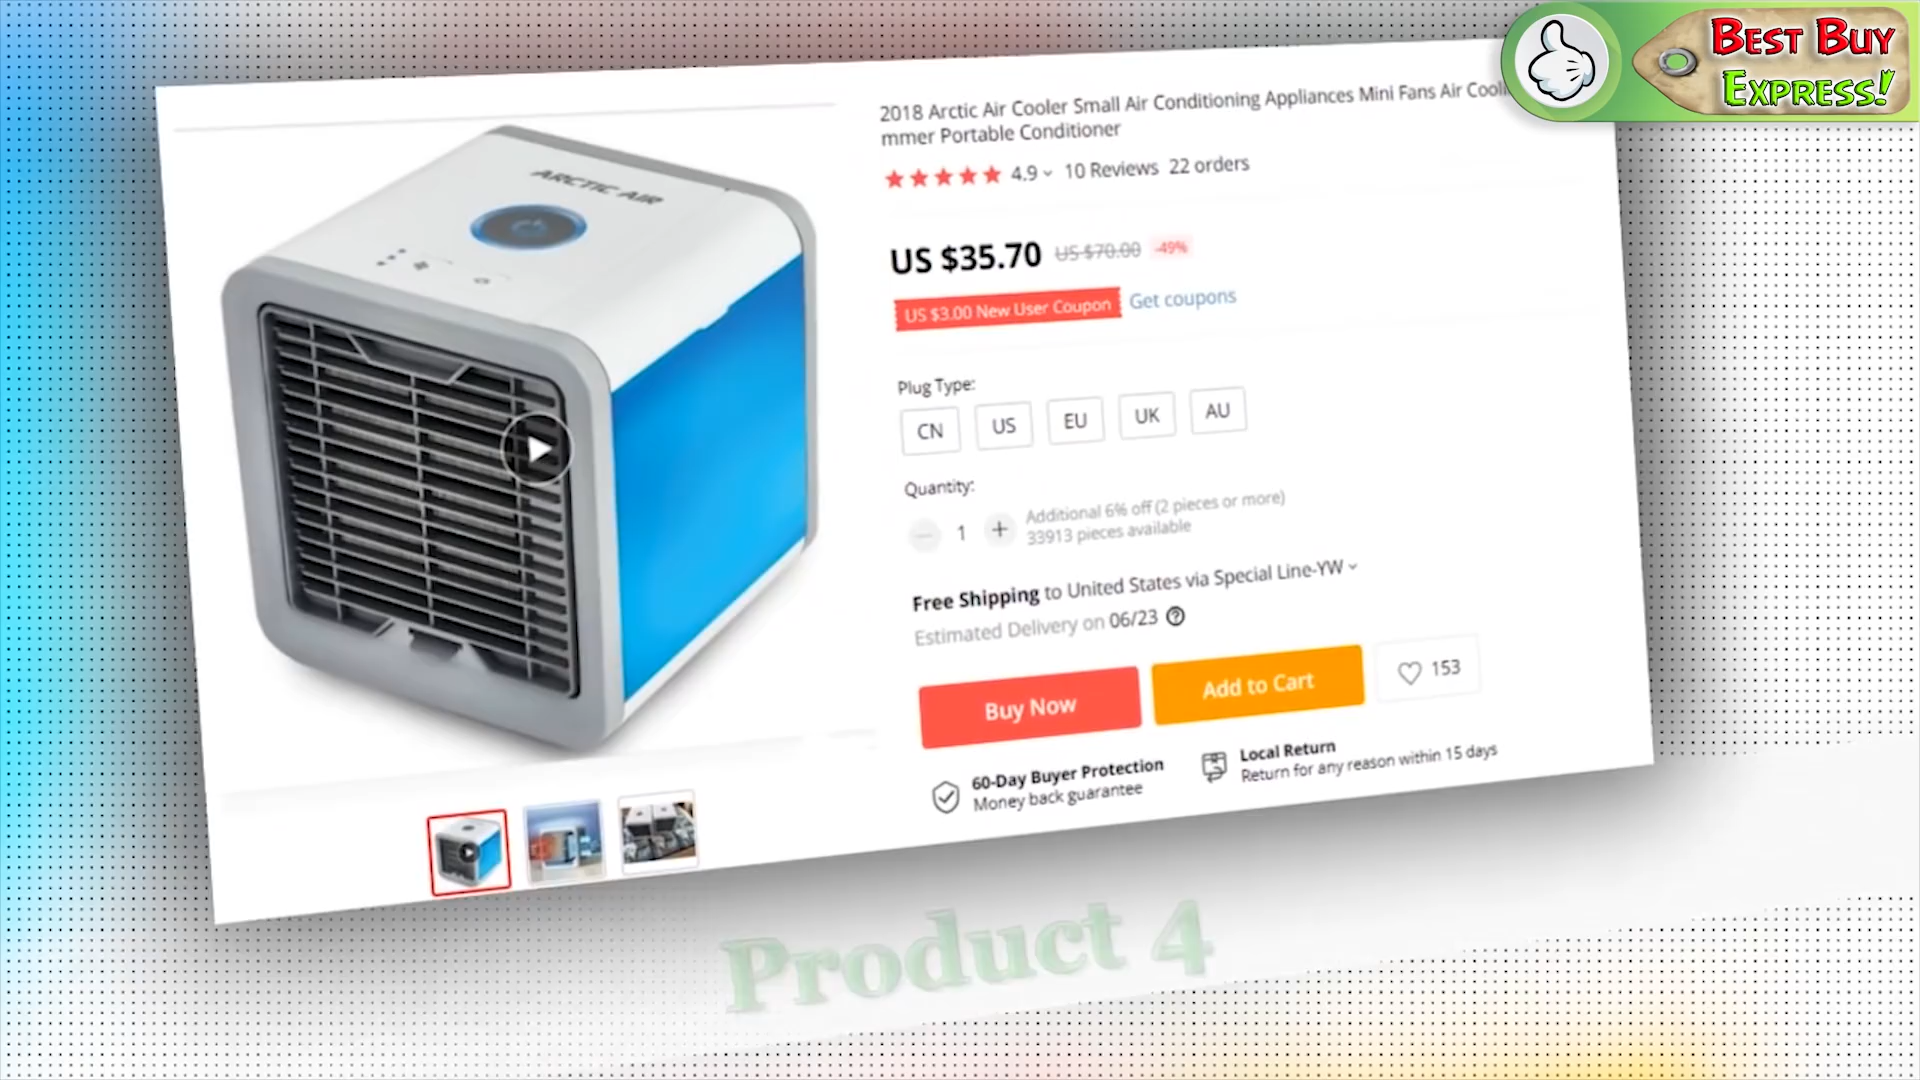 BEST BUY
EXPRESS!
2018 Arctic Air Cooler Small Air Conditioning Appliances Mini Fans Air
mmer Portable Conditioner
4.9 10 Reviews 22 orders
ARCTIC AIR
US $35.70 US $70.00 -49%
US $3.00 New User Coupon Get coupons
Plug Type:
CN US EU UK AU
Quantity:
1
Additional 6% off (2 pieces or more)
33913 pieces available
Free Shipping to United States via Special Line-YW
Estimated Delivery on 06/23
Buy Now Add to Cart 153
60-Day Buyer Protection
Money back guarantee
Local Return
Return for any reason within 15 days
Product 4